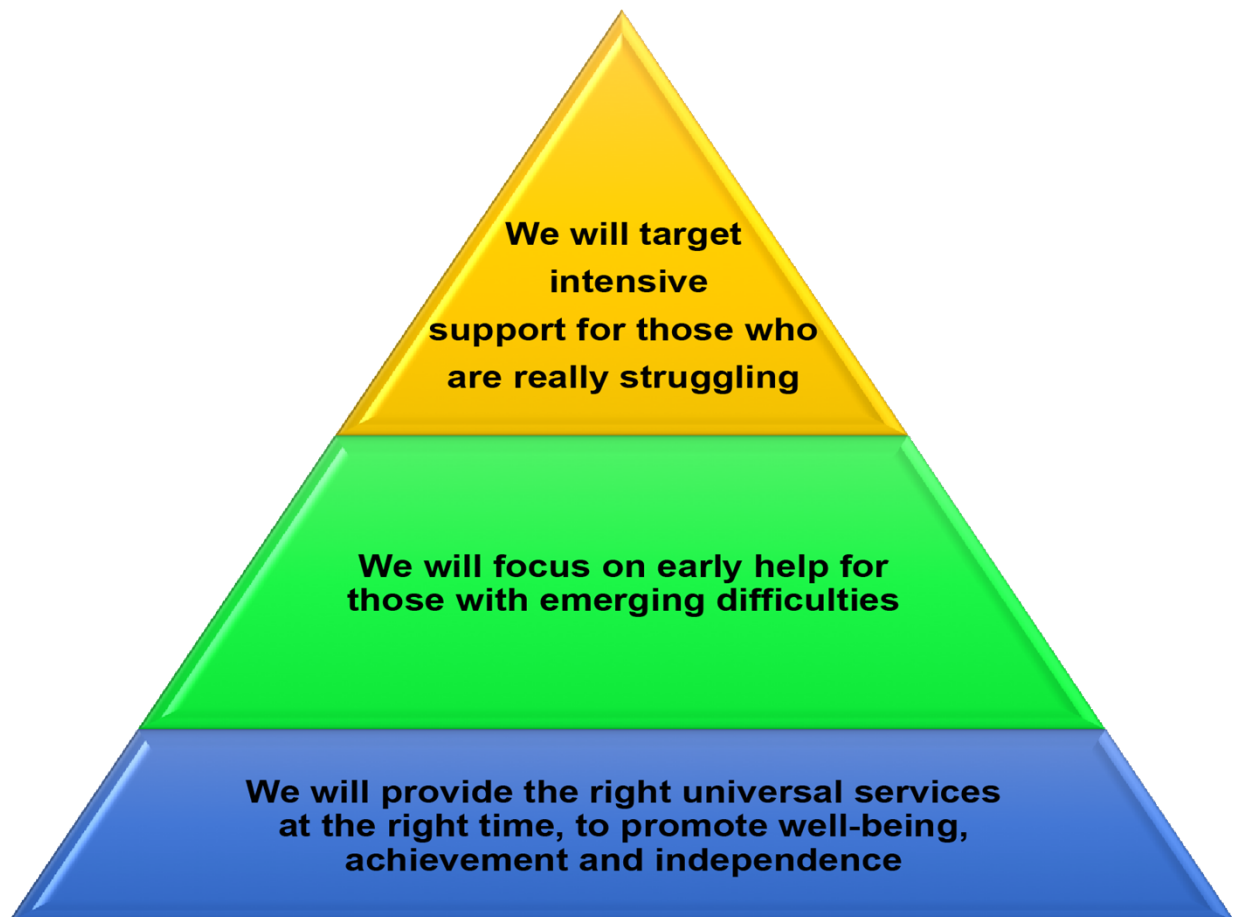 We will target
intensive
support for those who
are really struggling
We will focus on early help for
those with emerging difficulties
We will provide the right universal services
at the right time, to promote well-being,
achievement and independence